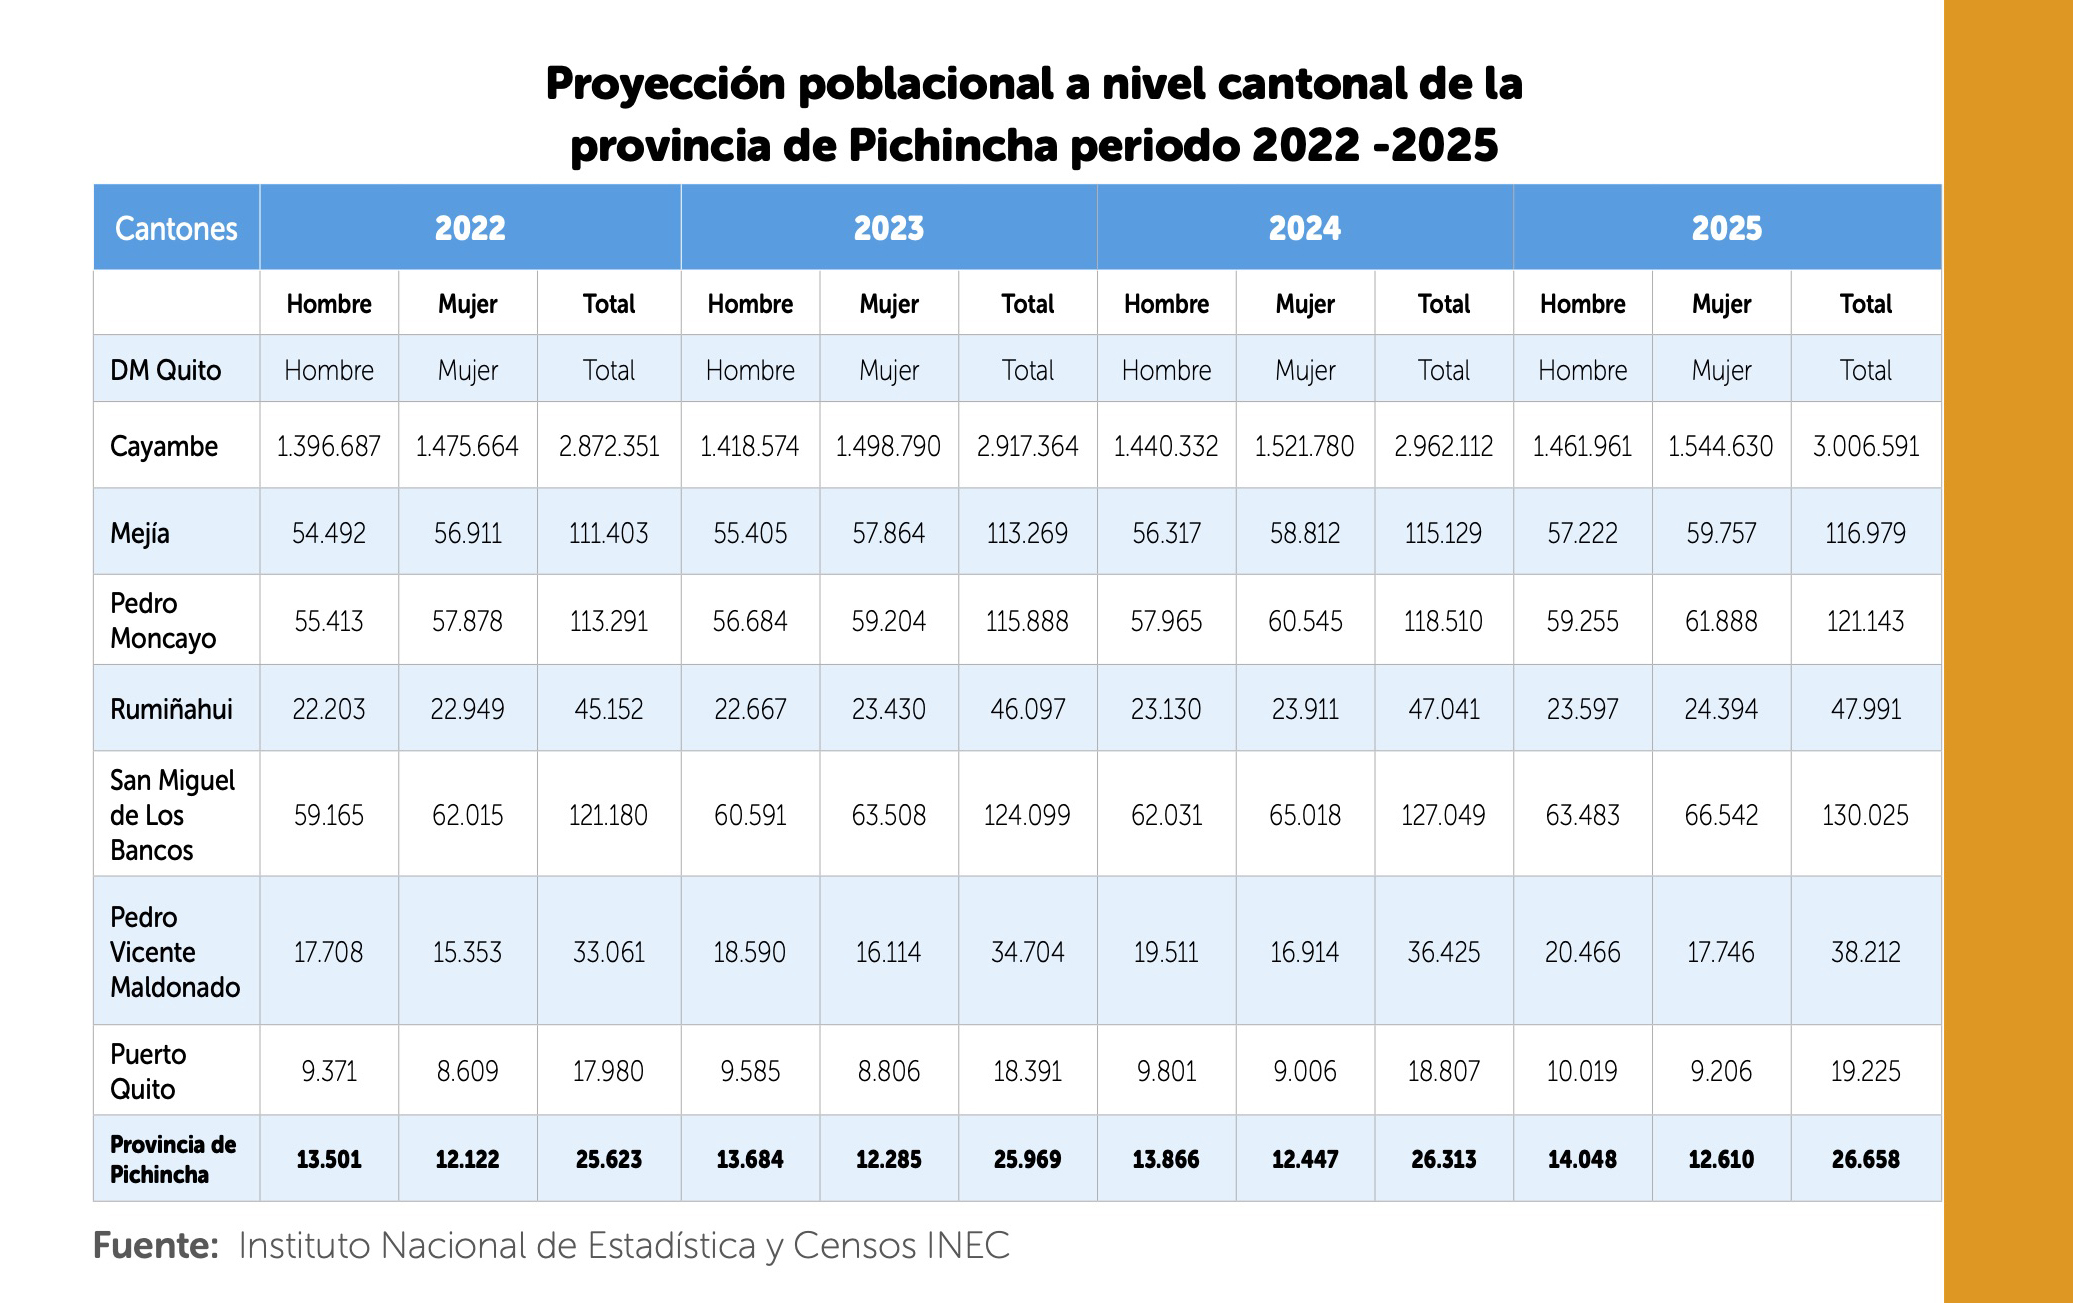 Proyección poblacional a nivel cantonal de la
provincia de Pichincha periodo 2022 -2025
Cantones 2022 2023 2024 2025
Hombre Mujer Total Hombre Mujer Total Hombre Mujer Total Hombre Mujer Total
DM Quito Hombre Mujer Total Hombre Mujer Total Hombre Mujer Total Hombre Mujer Total
Cayambe 1.396.687 1.475.664 2.872.351 1.418.574 1.498.790 2.917.364 1.440.332 1.521.780 2.962.112 1.461.961 1.544.630 3.006.591
Mejía 54.492 56.911 111.403 55.405 57.864 113.269 56.317 58.812 115.129 57.222 59.757 116.979
Pedro
Moncayo 55.413 57.878 113.291 56.684 59.204 115.888 57.965 60.545 118.510 59.255 61.888 121.143
Rumiñahui 22.203 22.949 45.152 22.667 23.430 46.097 23.130 23.911 47.041 23.597 24.394 47.991
San Miguel
de Los
Bancos 59.165 62.015 121.180 60.591 63.508 124.099 62.031 65.018 127.049 63.483 66.542 130.025
Pedro
Vicente
Maldonado 17.708 15.353 33.061 18.590 16.114 34.704 19.511 16.914 36.425 20.466 17.746 38.212
Puerto
Quito 9.371 8.609 17.980 9.585 8.806 18.391 9.801 9.006 18.807 10.019 9.206 19.225
Provincia de
Pichincha 13.501 12.122 25.623 13.684 12.285 25.969 13.866 12.447 26.313 14.048 12.610 26.658
Fuente: Instituto Nacional de Estadística y Censos INEC